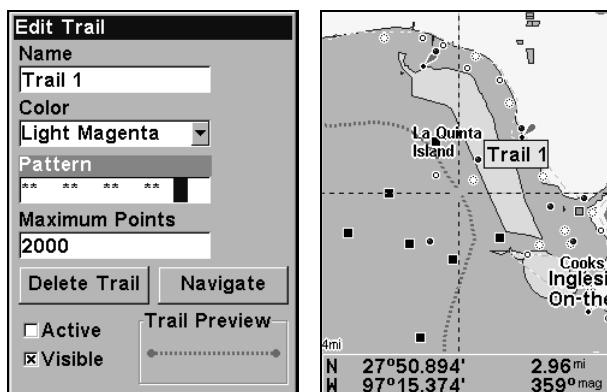 Edit Trail
Name
Trail 1
Color
Light Magenta
Pattern
** ** ** **
Maximum Points
2000
Delete Trail
Navigate
Active
Visible
Trail Preview
La Quinta
Island
Trail 1
Cooks
Inglesi
On-the
4mi
N 27°50.894' 2.96 mi
W 97°15.374' 359° mag